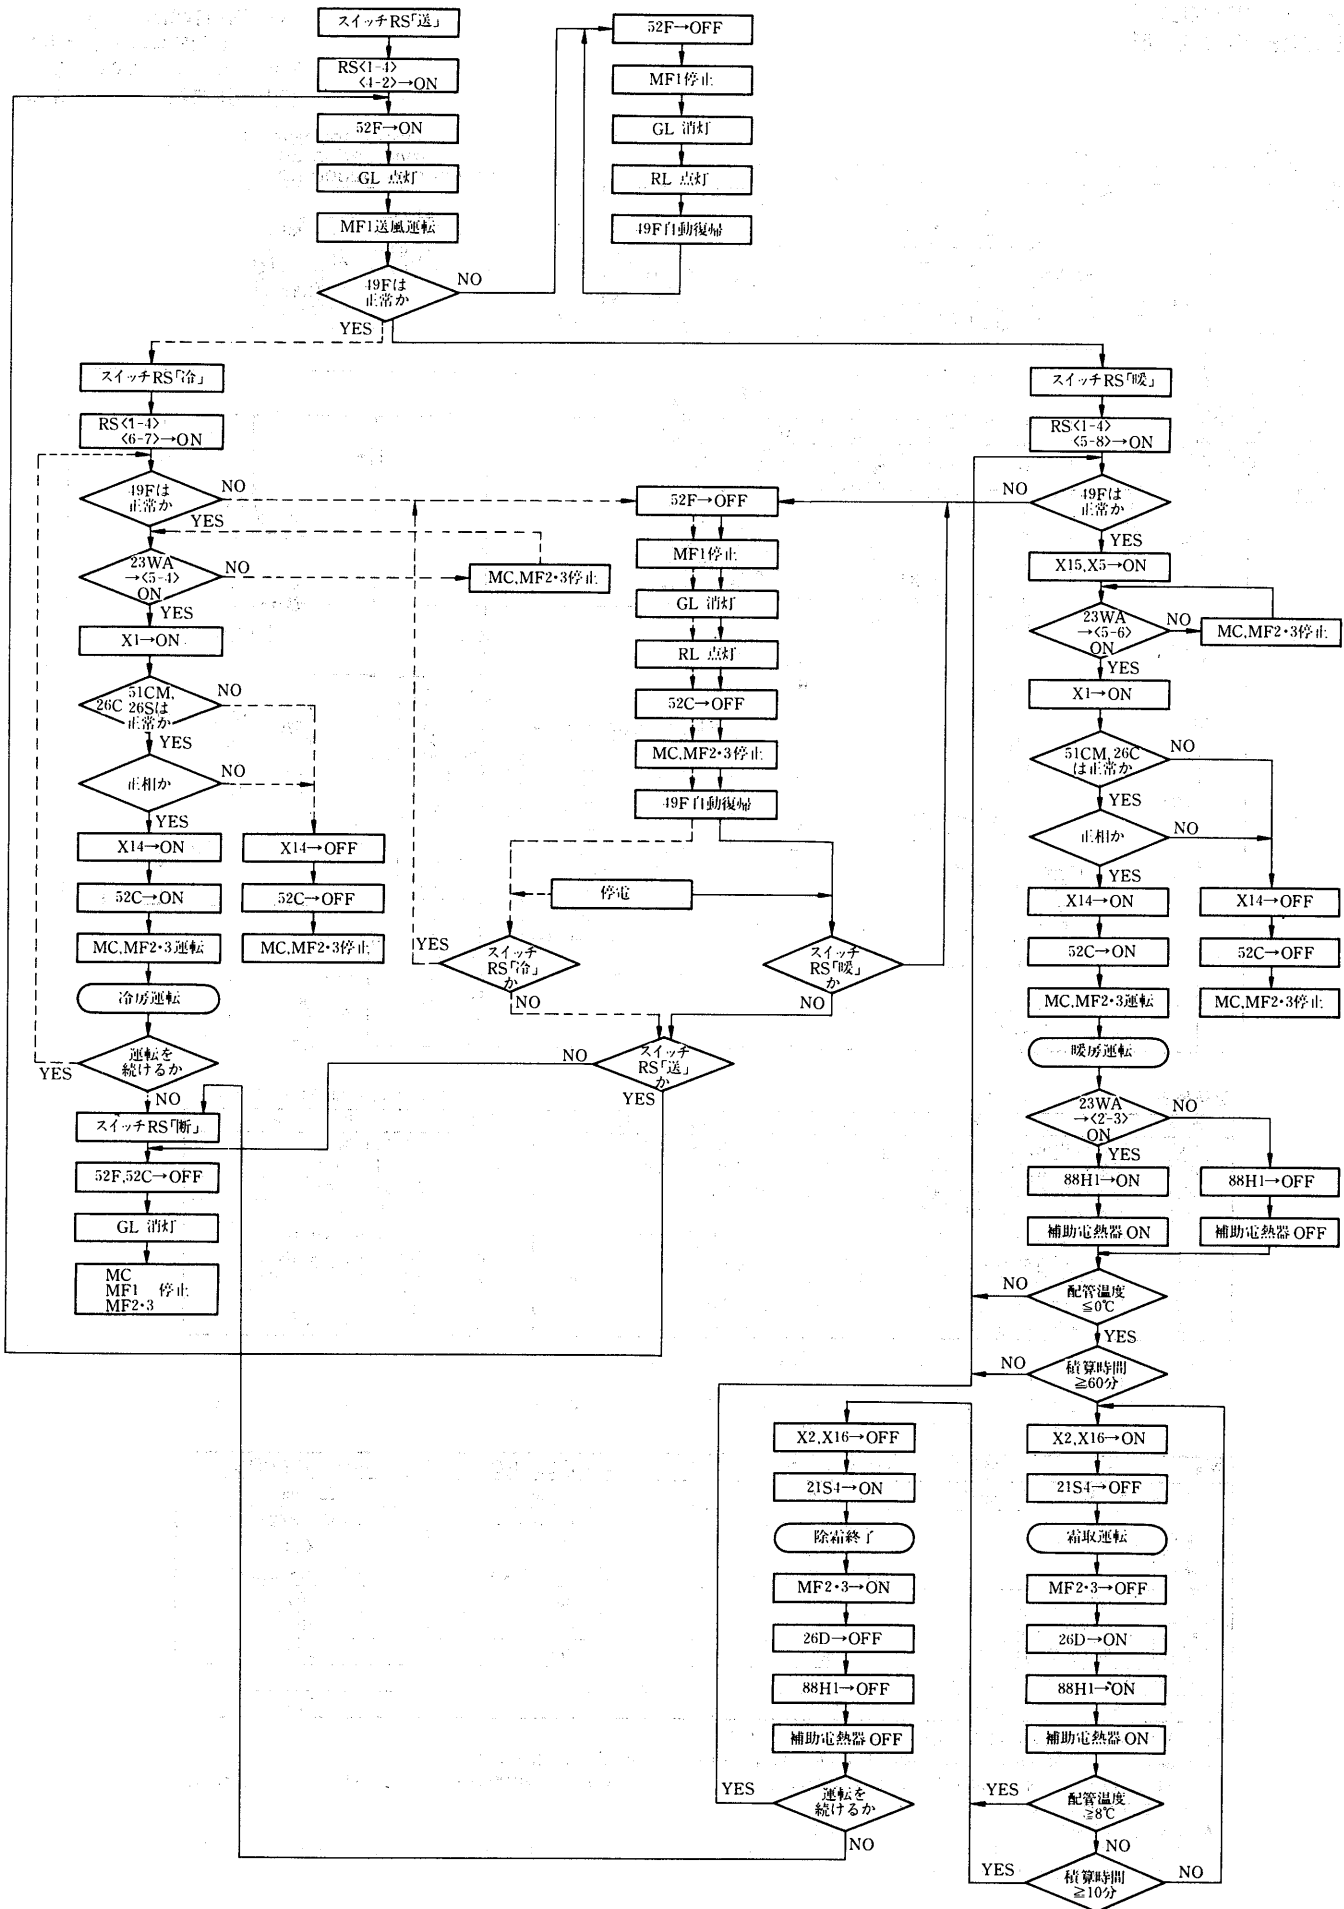 スイッチRS「送」
RS<1-4>
<4-2>→ON
52F→ON
GL 点灯
MF1送風運転
49Fは
正常か
NO
YES
52F→OFF
MF1停止
GL 消灯
RL 点灯
49F自動復帰
スイッチRS「冷」
RS<1-4>
<6-7>→ON
49Fは
正常か
NO
YES
23WA
→<5-4>
ON
NO
YES
MC,MF2・3停止
X1→ON
51CM,
26C 26Sは
正常か
NO
YES
正相か
NO
YES
X14→ON
52C→ON
MC,MF2・3運転
冷房運転
運転を
続けるか
YES
NO
X14→OFF
52C→OFF
MC,MF2・3停止
スイッチRS「断」
52F,52C→OFF
GL 消灯
MC
MF1 停止
MF2・3
52F→OFF
MF1停止
GL 消灯
RL 点灯
52C→OFF
MC,MF2・3停止
49F自動復帰
停電
スイッチ
RS「冷」
か
YES
NO
スイッチ
RS「暖」
か
NO
スイッチ
RS「送」
か
NO
YES
スイッチRS「暖」
RS<1-4>
<5-8>→ON
49Fは
正常か
NO
YES
X15,X5→ON
23WA
→<5-6>
ON
NO
YES
MC,MF2・3停止
X1→ON
51CM,26C
は正常か
NO
YES
正相か
NO
YES
X14→ON
52C→ON
MC,MF2・3運転
暖房運転
X14→OFF
52C→OFF
MC,MF2・3停止
23WA
→<2-3>
ON
NO
YES
88H1→ON
補助電熱器 ON
88H1→OFF
補助電熱器 OFF
配管温度
≦0℃
NO
YES
積算時間
≧60分
NO
X2,X16→ON
21S4→OFF
霜取運転
MF2・3→OFF
26D→ON
88H1→ON
補助電熱器 ON
配管温度
≧8℃
YES
NO
積算時間
≧10分
YES
NO
X2,X16→OFF
21S4→ON
除霜終了
MF2・3→ON
26D→OFF
88H1→OFF
補助電熱器 OFF
運転を
続けるか
YES
NO